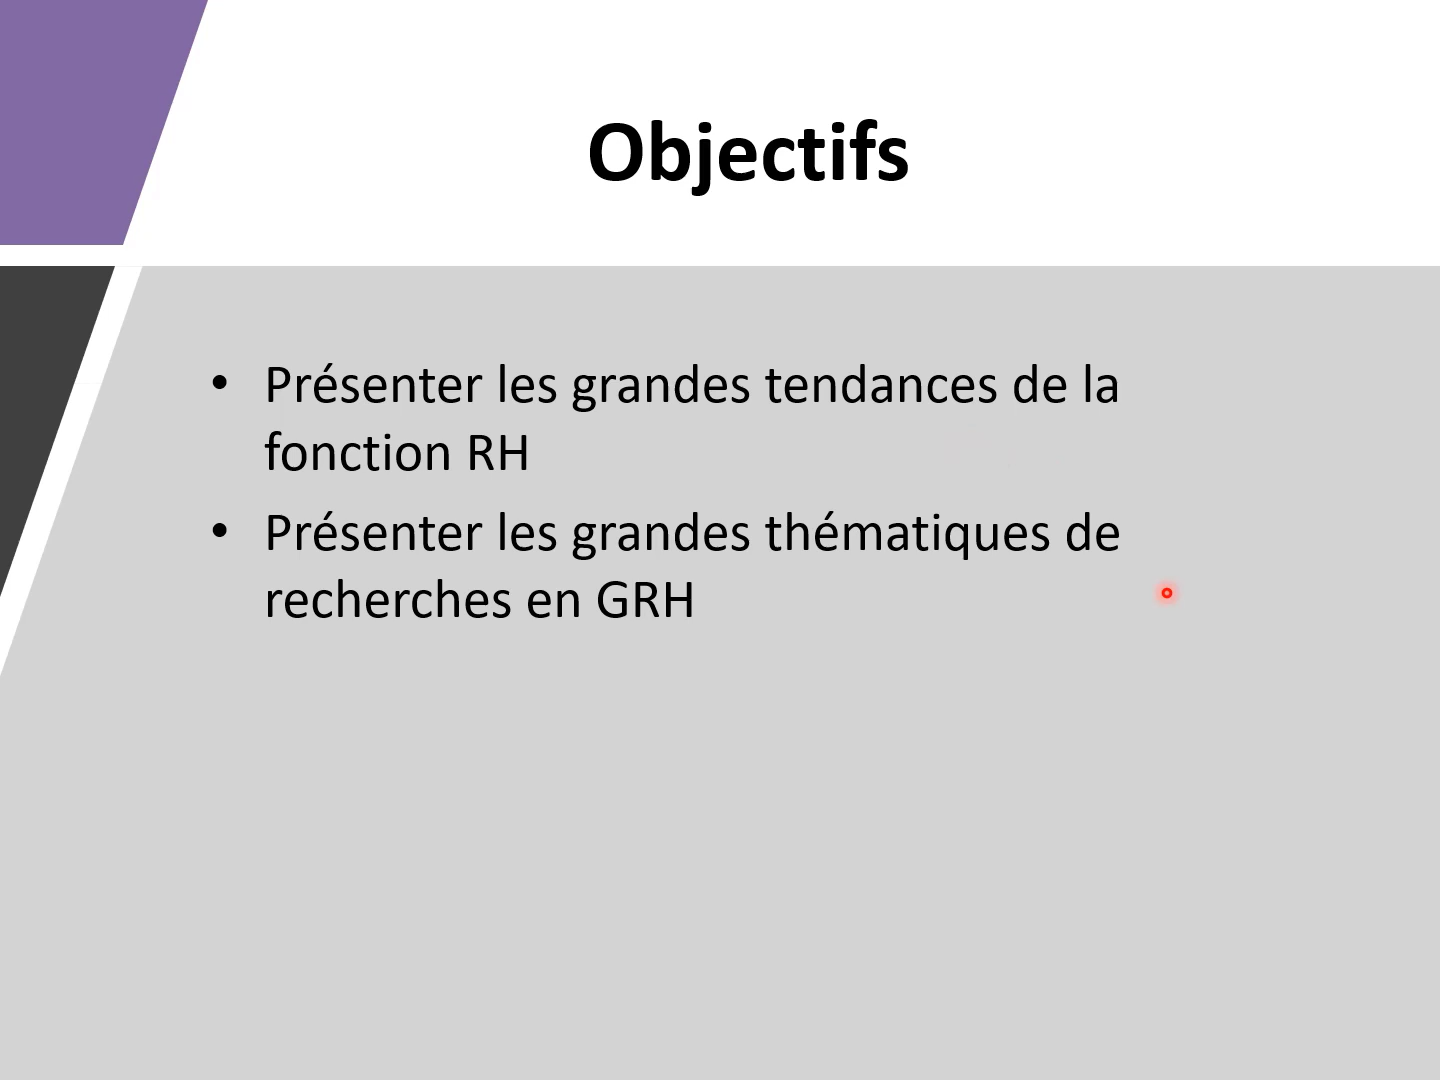 Objectifs
• Présenter les grandes tendances de la
fonction RH
• Présenter les grandes thématiques de
recherches en GRH